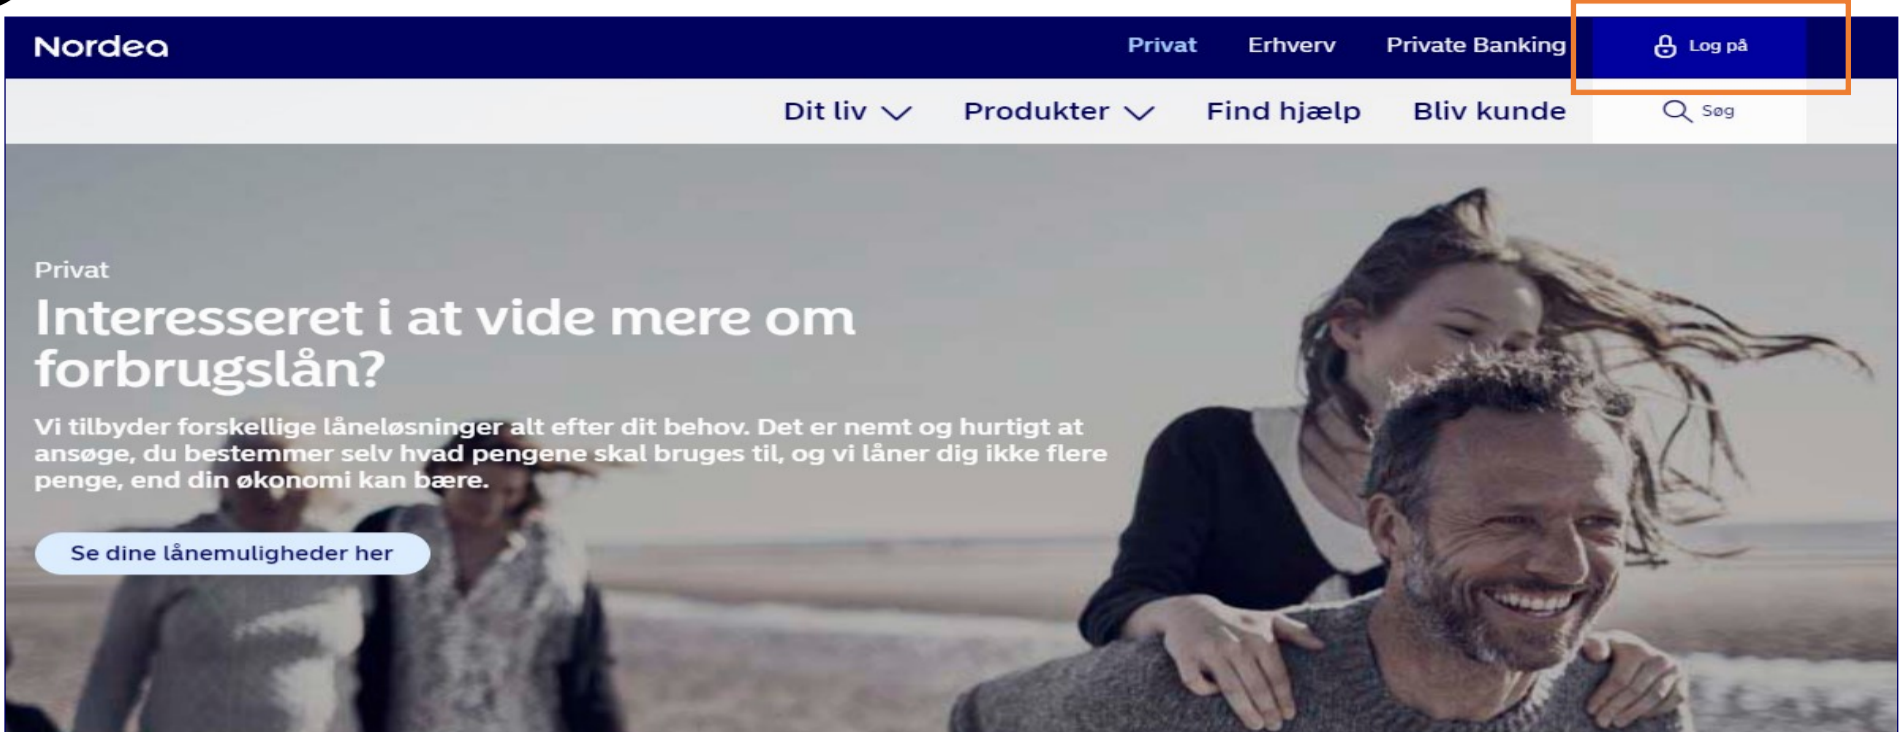 Nordea
Privat Erhverv Private Banking Log på
Dit liv Produkter Find hjælp Bliv kunde Søg
Privat
Interesseret i at vide mere om
forbrugslån?
Vi tilbyder forskellige låneløsninger alt efter dit behov. Det er nemt og hurtigt at
ansøge, du bestemmer selv hvad pengene skal bruges til, og vi låner dig ikke flere
penge, end din økonomi kan bære.
Se dine lånemuligheder her